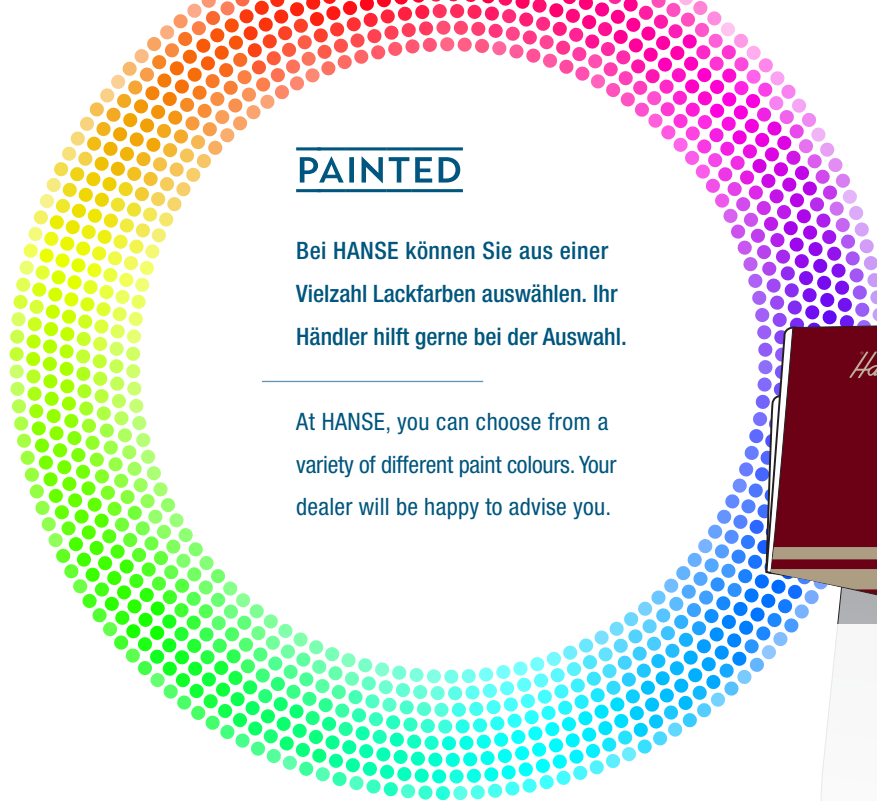 PAINTED
Bei HANSE können Sie aus einer
Vielzahl Lackfarben auswählen. Ihr
Händler hilft gerne bei der Auswahl.
At HANSE, you can choose from a
variety of different paint colours. Your
dealer will be happy to advise you.